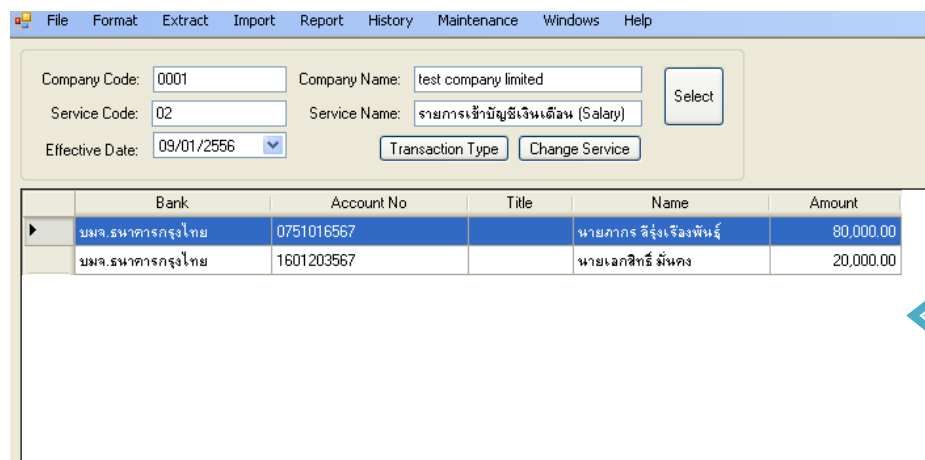 File Format Extract Import Report History Maintenance Windows Help
Company Code: 0001 Company Name: test company limited
Select
Service Code: 02 Service Name: รายการเข้าบัญชีเงินเดือน (Salary)
Effective Date: 09/01/2556 Transaction Type Change Service
Bank Account No Title Name Amount
บมจ.ธนาคารกรุงไทย 0751016567 นายภากร ลีรุ่งเรืองพันธุ์ 80,000.00
บมจ.ธนาคารกรุงไทย 1601203567 นายเอกสิทธิ์ มั่นคง 20,000.00